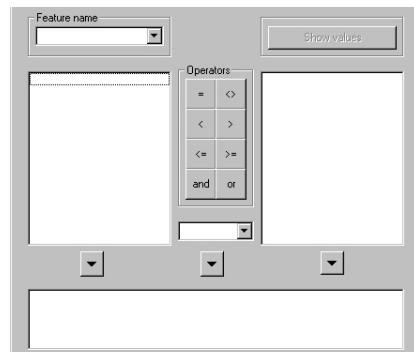 Feature name
Show values
Operators
= <>
< >
<= >=
and or